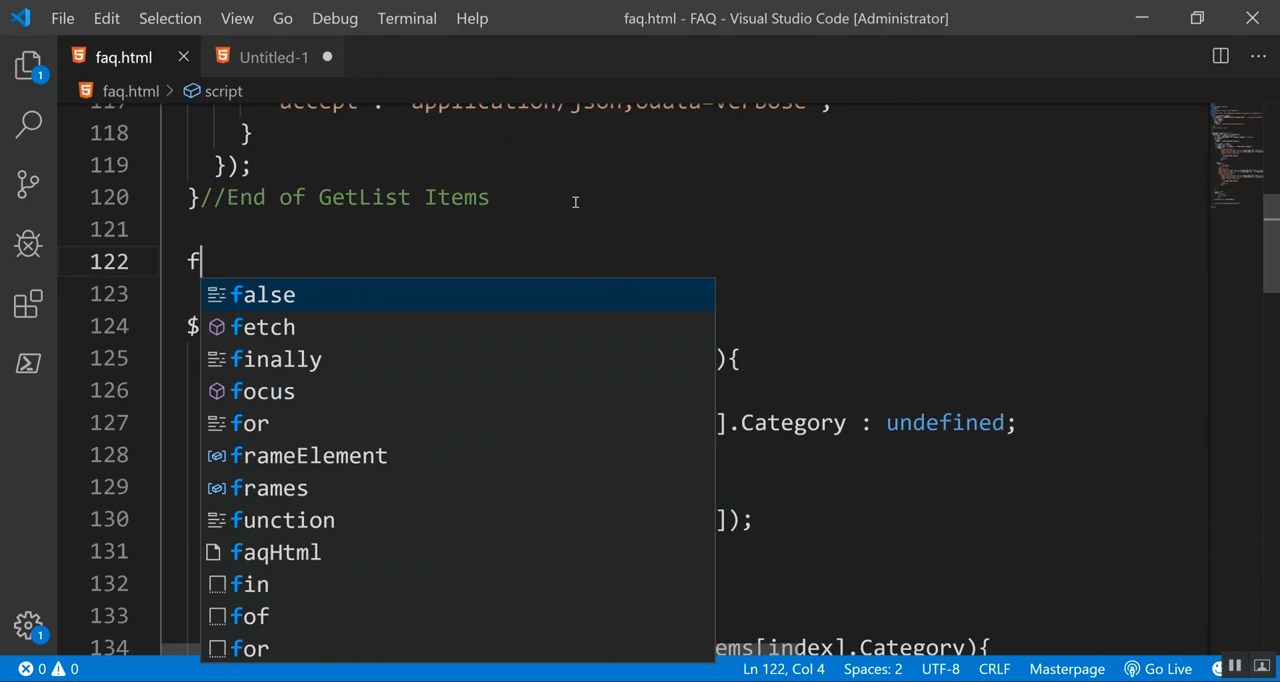 File Edit Selection View Go Debug Terminal Help faq.html - FAQ - Visual Studio Code [Administrator]
faq.html Untitled-1
faq.html > script
117 accept : application/json;odata=verbose ,
118 }
119 });
120 }//End of GetList Items
121
122 f
123 false
124 $ fetch
125 finally ){
126 focus
127 for ].Category : undefined;
128 frameElement
129 frames
130 function ]);
131 faqHtml
132 fin
133 fof
134 for ems[index].Category){
1
1
0 0 Ln 122, Col 4 Spaces: 2 UTF-8 CRLF Masterpage Go Live